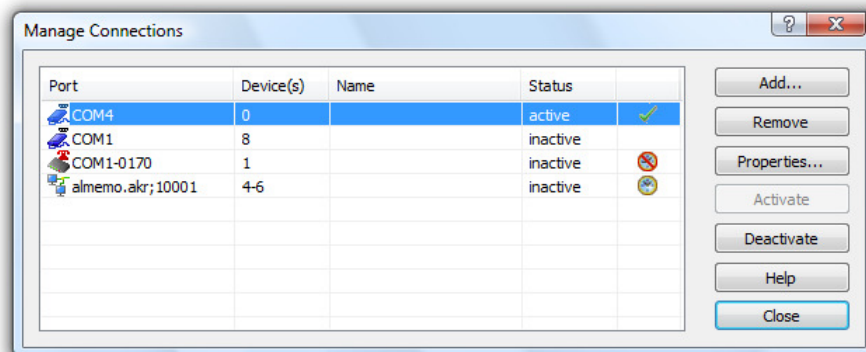 Manage Connections
Port Device(s) Name Status
COM4 0 active
COM1 8 inactive
COM1-0170 1 inactive
almemo.akr;10001 4-6 inactive
Add...
Remove
Properties...
Activate
Deactivate
Help
Close